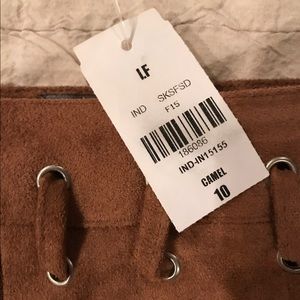 LF
IND SKSFSD
F15
186086
IND-IN15155
CAMEL
10